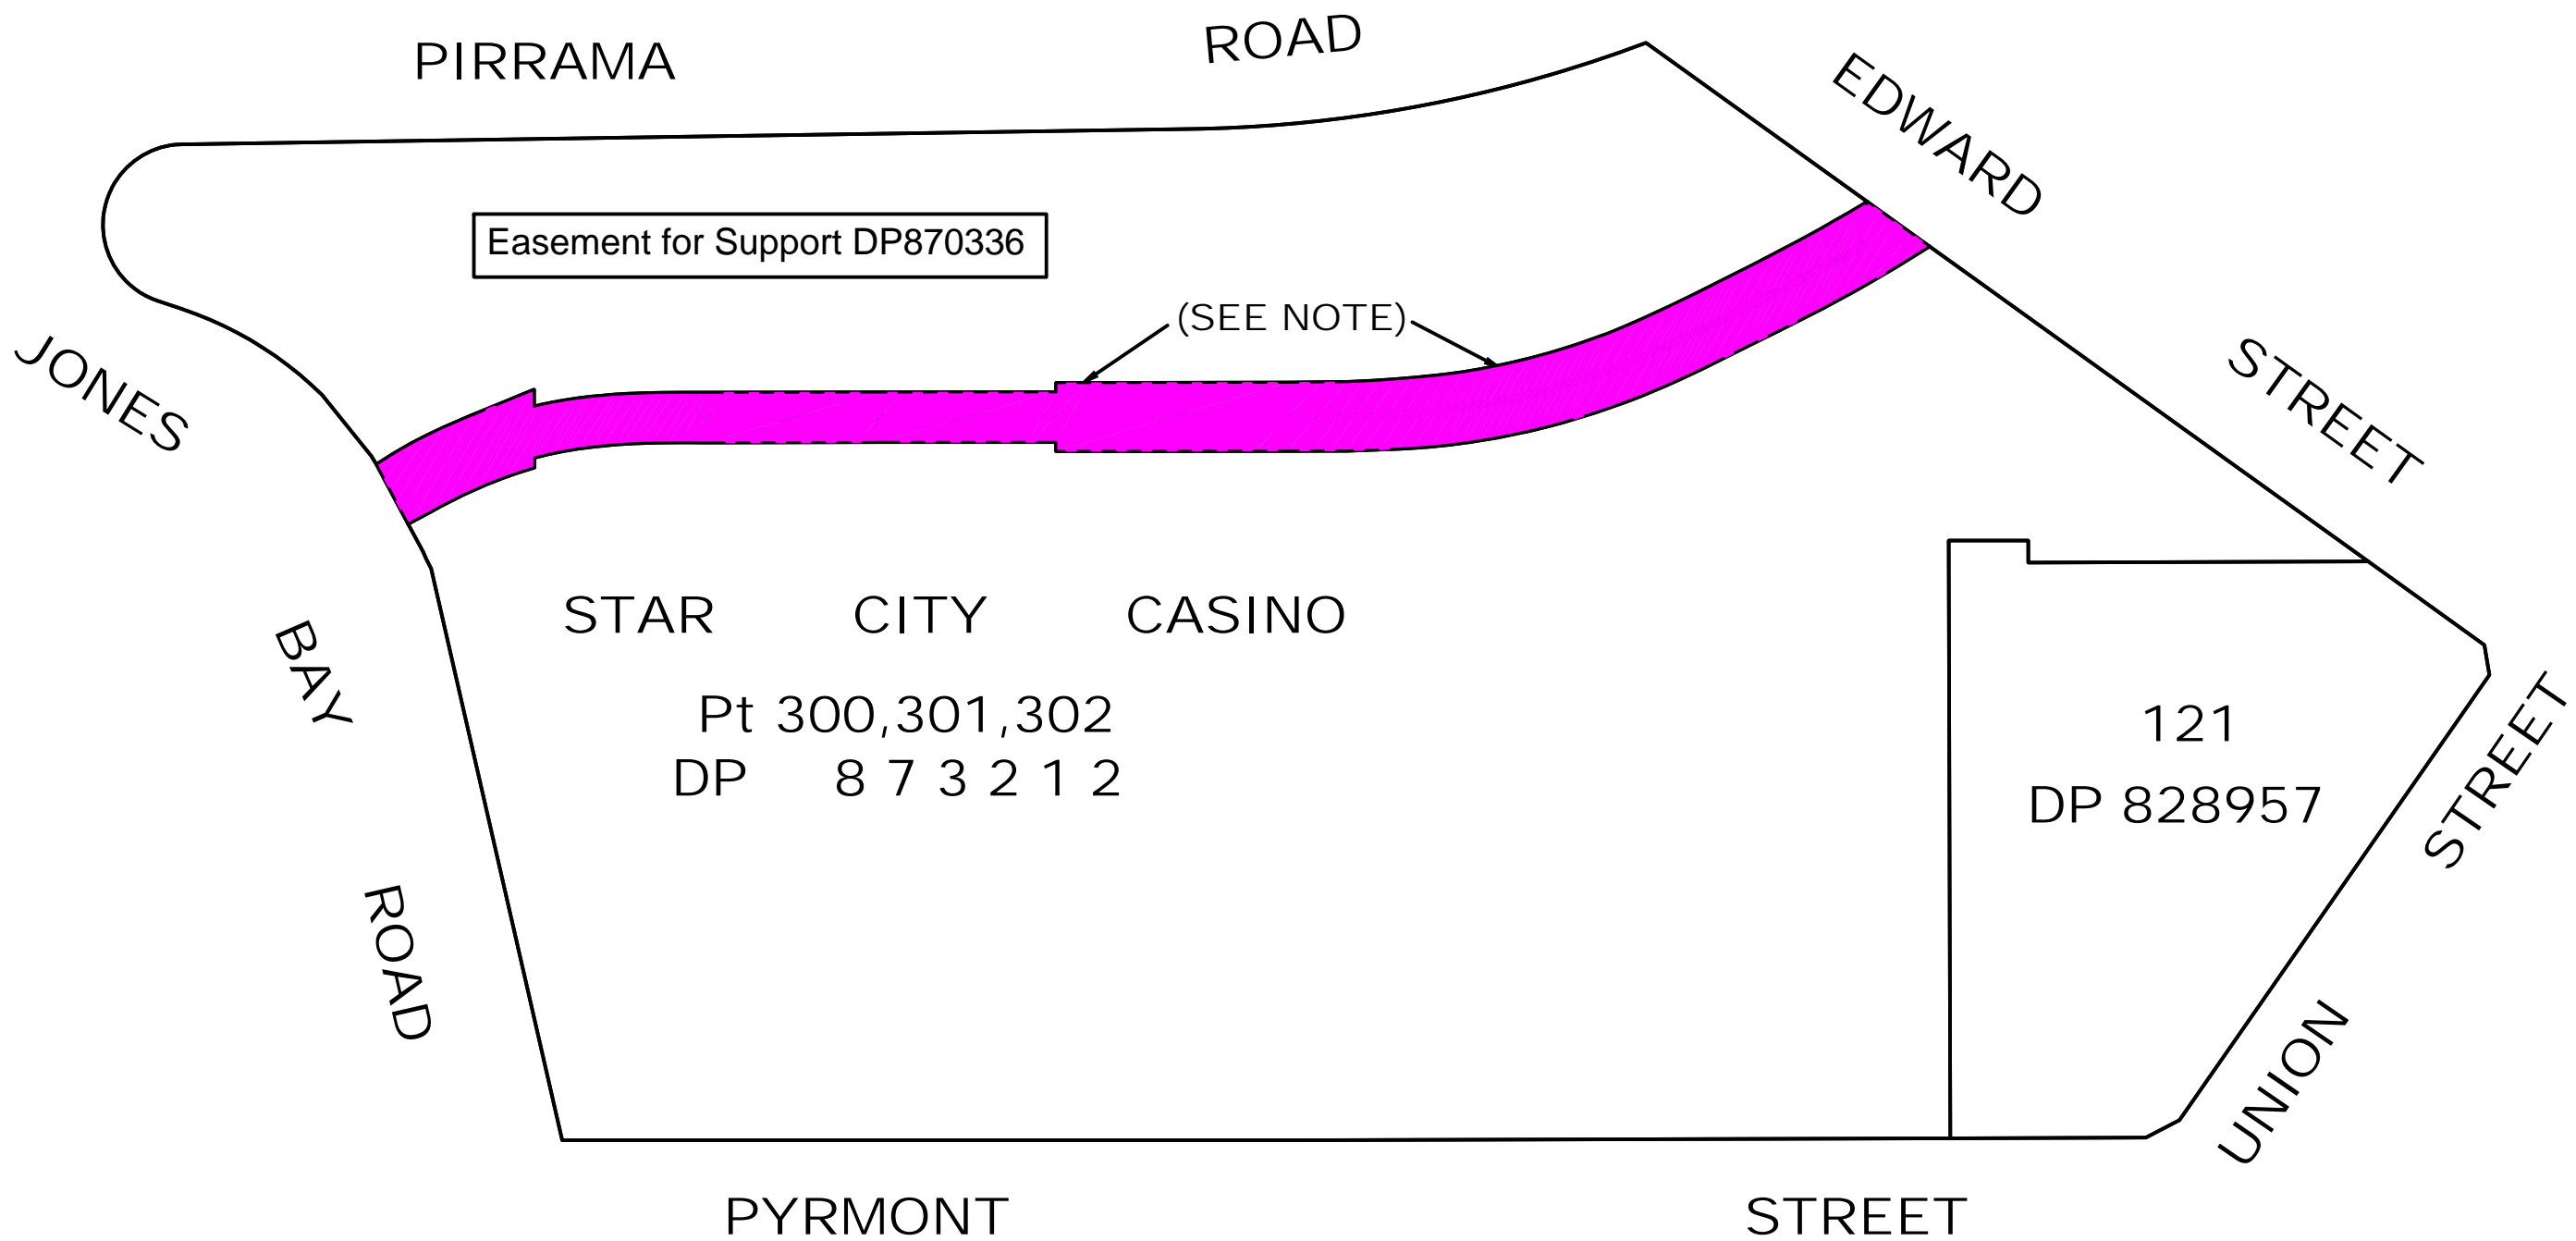 PIRRAMA ROAD
EDWARD STREET
Easement for Support DP870336
(SEE NOTE)
JONES BAY ROAD
STAR CITY CASINO
Pt 300,301,302
DP 873212
121
DP 828957
UNION STREET
PYRMONT STREET